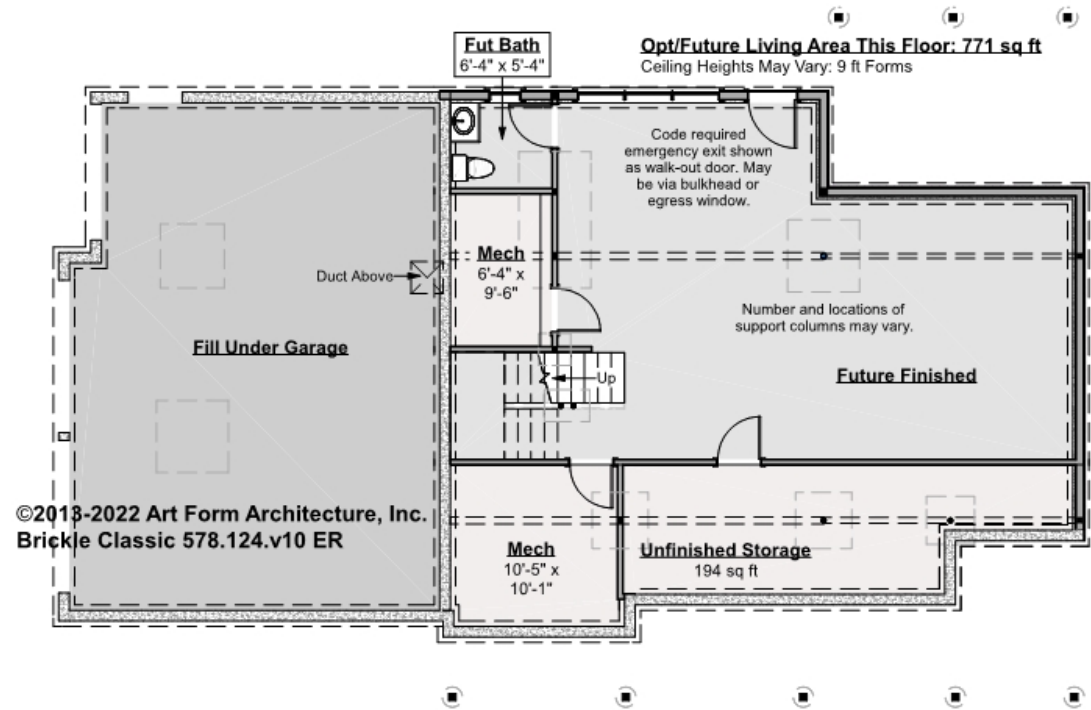 Fut Bath
6'-4" x 5'-4"
Opt/Future Living Area This Floor: 771 sq ft
Ceiling Heights May Vary: 9 ft Forms
Code required
emergency exit shown
as walk-out door. May
be via bulkhead or
egress window.
Mech
6'-4" x
9'-6"
Duct Above
Number and locations of
support columns may vary.
Fill Under Garage
Up
Future Finished
©2013-2022 Art Form Architecture, Inc.
Brickle Classic 578.124.v10 ER
Mech
10'-5" x
10'-1"
Unfinished Storage
194 sq ft